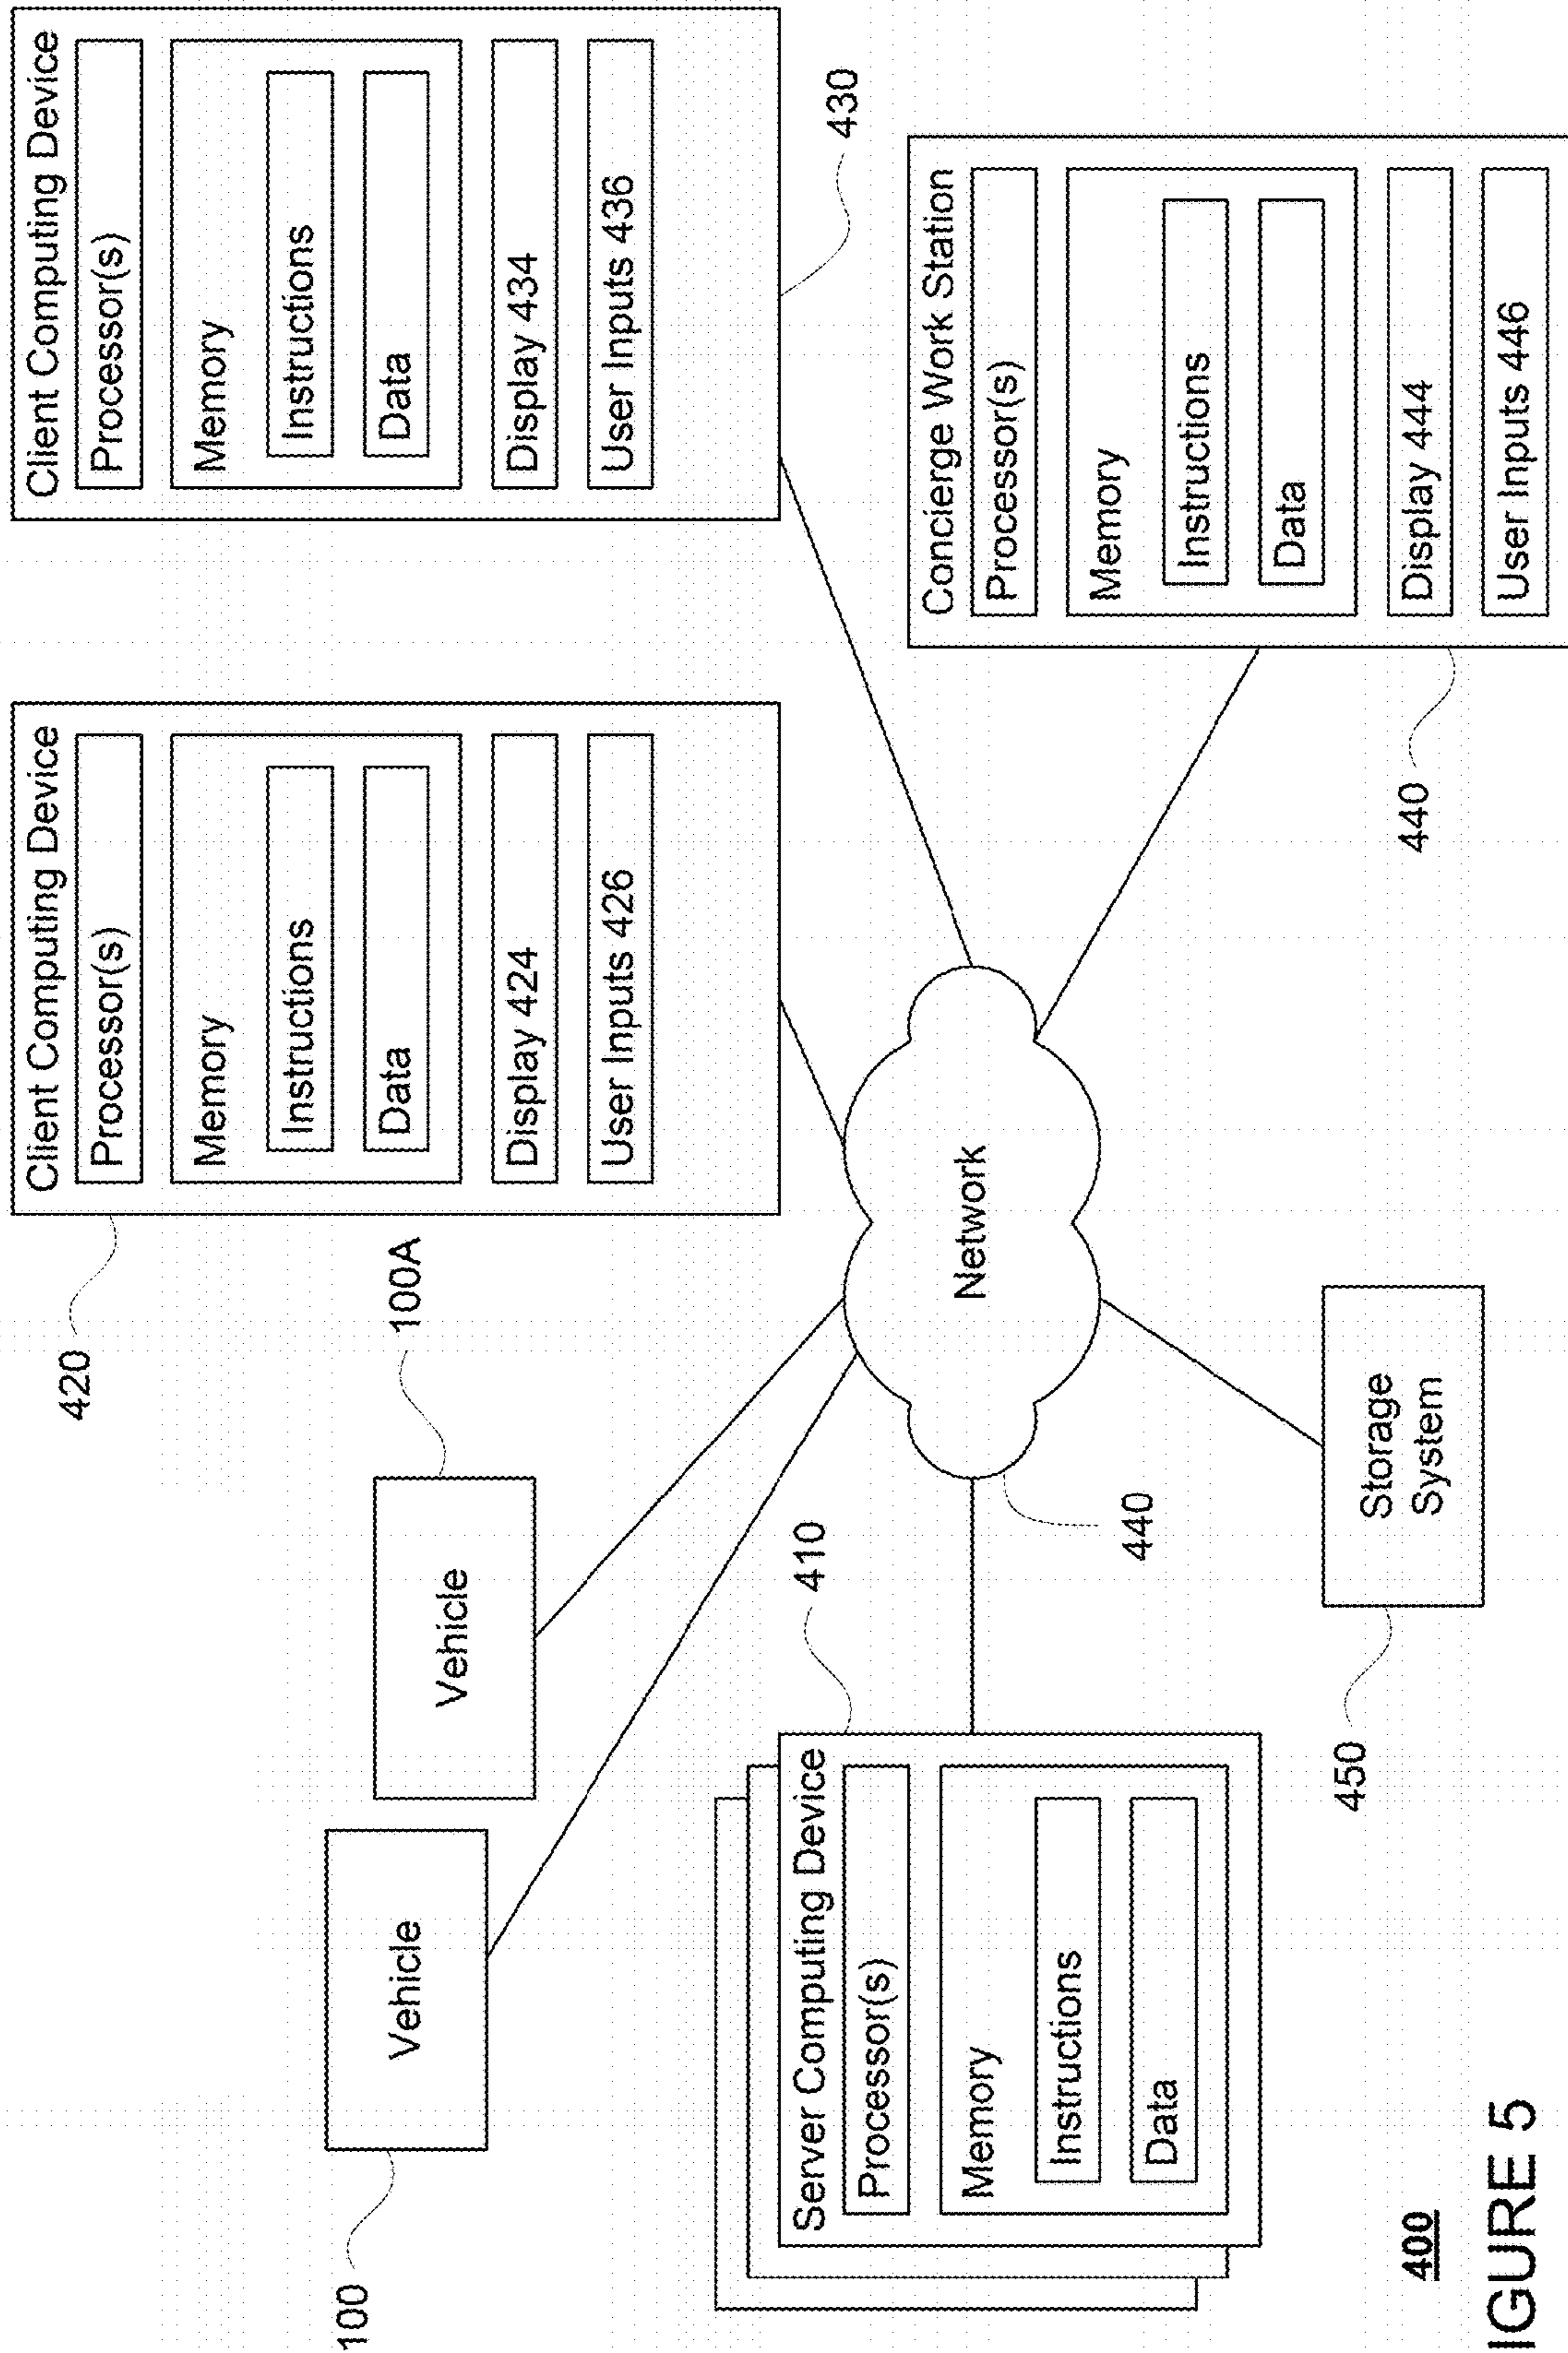 100
Vehicle
Vehicle
100A
420
Client Computing Device
Processor(s)
Memory
Instructions
Data
Display 424
User Inputs 426
Client Computing Device
Processor(s)
Memory
Instructions
Data
Display 434
User Inputs 436
430
Server Computing Device
Processor(s)
Memory
Instructions
Data
410
Network
440
Concierge Work Station
Processor(s)
Memory
Instructions
Data
Display 444
User Inputs 446
440
Storage
System
450
400
IGURE 5